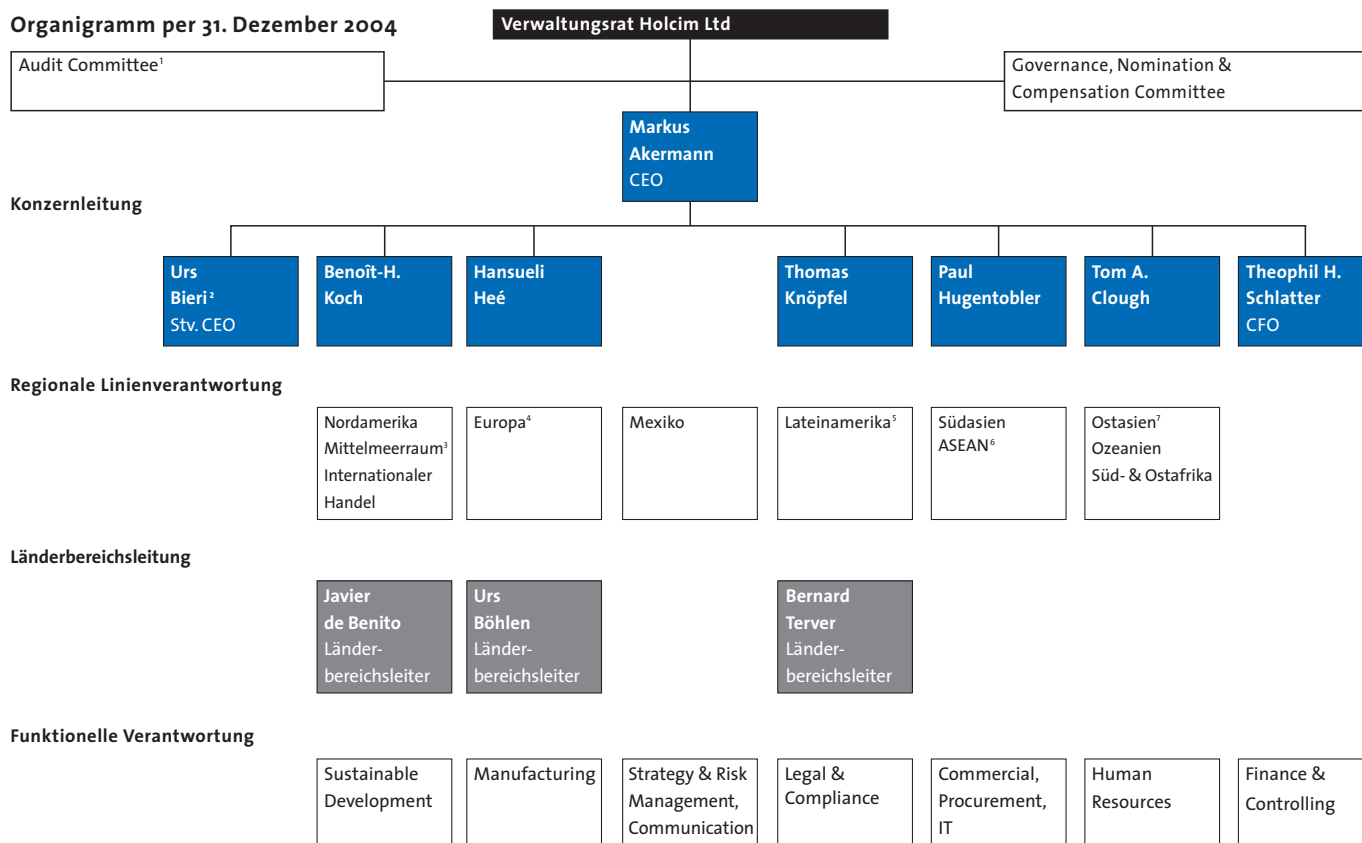 Organigramm per 31. Dezember 2004
Verwaltungsrat Holcim Ltd
Audit Committee¹
Governance, Nomination &
Compensation Committee
Markus
Akermann
CEO
Konzernleitung
Urs
Bieri²
Stv. CEO
Benoît-H.
Koch
Hansueli
Heé
Thomas
Knöpfel
Paul
Hugentobler
Tom A.
Clough
Theophil H.
Schlatter
CFO
Regionale Linienverantwortung
Nordamerika
Mittelmeerraum³
Internationaler
Handel
Europa⁴
Mexiko
Lateinamerika⁵
Südasien
ASEAN⁶
Ostasien⁷
Ozeanien
Süd- & Ostafrika
Länderbereichsleitung
Javier
de Benito
Länder-
bereichsleiter
Urs
Böhlen
Länder-
bereichsleiter
Bernard
Terver
Länder-
bereichsleiter
Funktionelle Verantwortung
Sustainable
Development
Manufacturing
Strategy & Risk
Management,
Communication
Legal &
Compliance
Commercial,
Procurement,
IT
Human
Resources
Finance &
Controlling